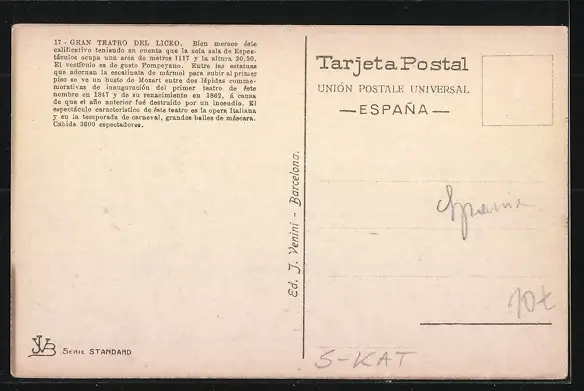 17 - GRAN TEATRO DEL LICEO. Bien merece éste
calificativo teniendo en cuenta que la sola sala de Espec-
táculos ocupa una area de metros 1117 y la altura 20,50.
El vestíbulo es de gusto Pompeyano. Entre las estatuas
que adornan la escalinata de mármol para subir al primer
piso se ve un busto de Mozart entre dos lápidas conme-
morativas de inauguración del primer teatro de éste
nombre en 1847 y de su renacimiento en 1862, á causa
de que el año anterior fué destruido por un incendio. El
espectáculo característico de éste teatro es la opera Italiana
y en la temporada de carnaval, grandes bailes de máscara.
Cabida 3600 espectadores.
Ed. J. Venini - Barcelona.
Tarjeta Postal
UNIÓN POSTALE UNIVERSAL
— ESPAÑA —
Spanien
10€
S-KAT
JVB SERIE STANDARD